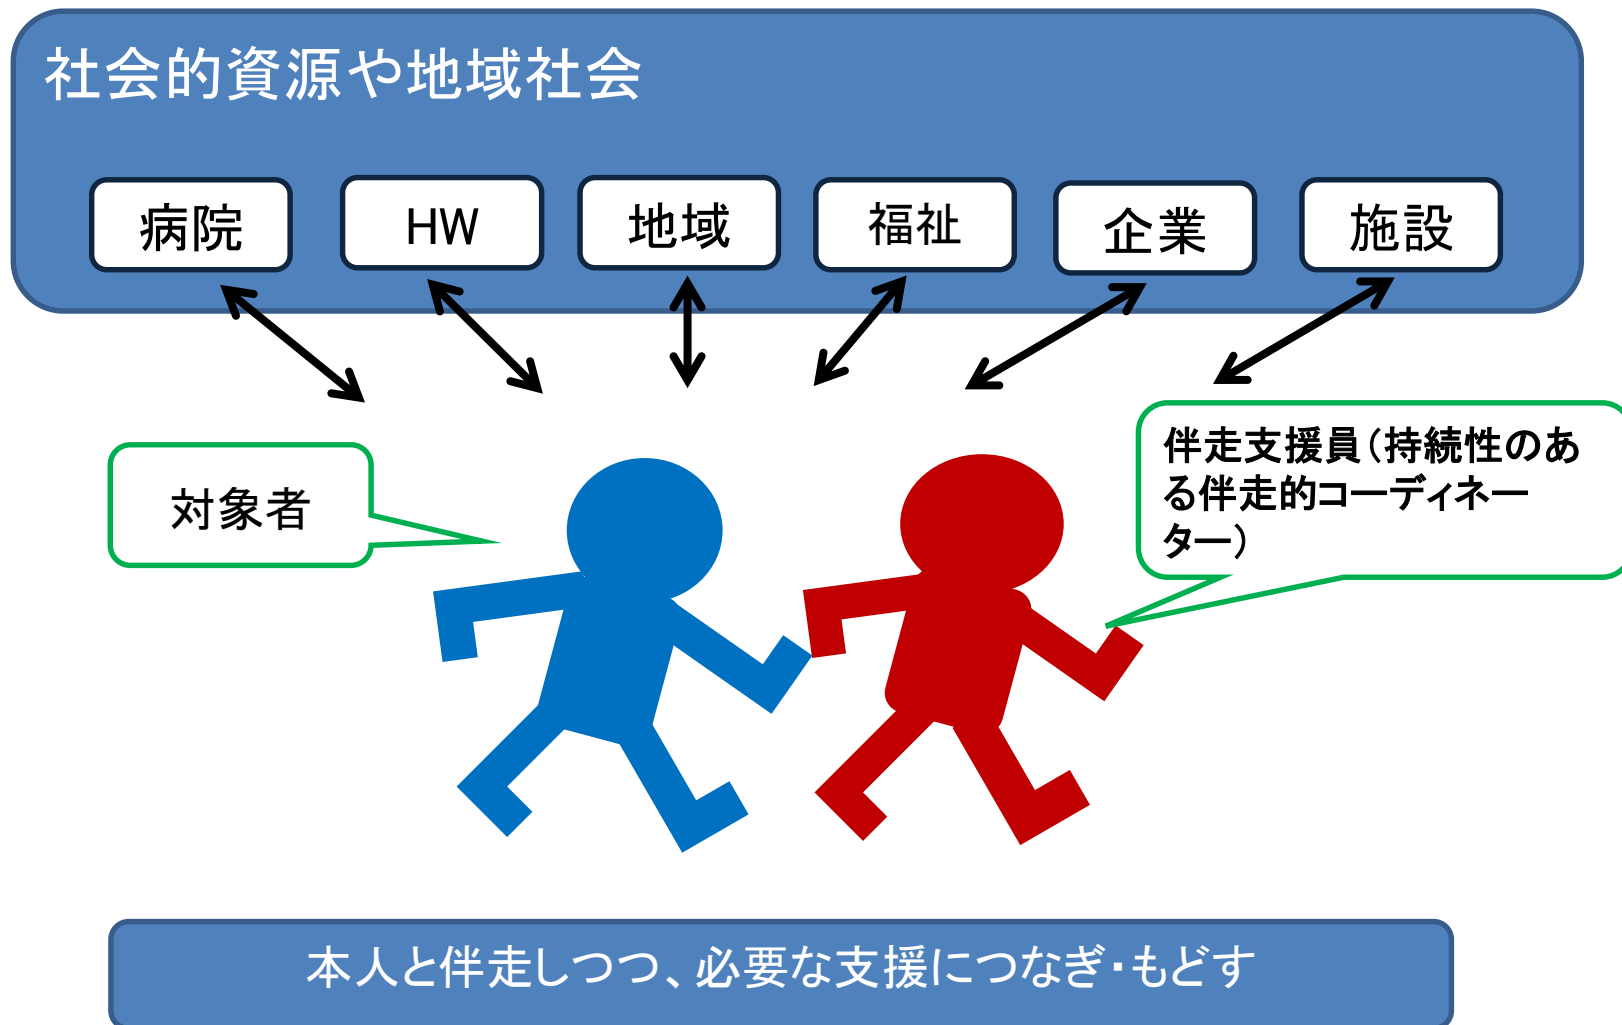 社会的資源や地域社会
病院
HW
地域
福祉
企業
施設
対象者
伴走支援員（持続性のあ
る伴走的コーディネー
ター）
本人と伴走しつつ、必要な支援につなぎ・もどす